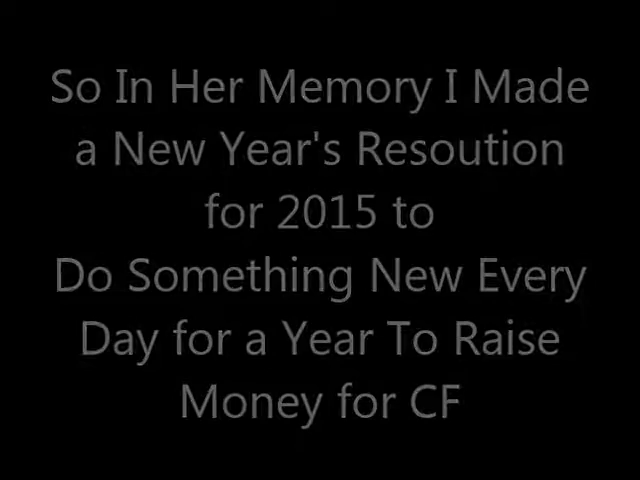 So In Her Memory I Made
a New Year's Resoution
for 2015 to
Do Something New Every
Day for a Year To Raise
Money for CF